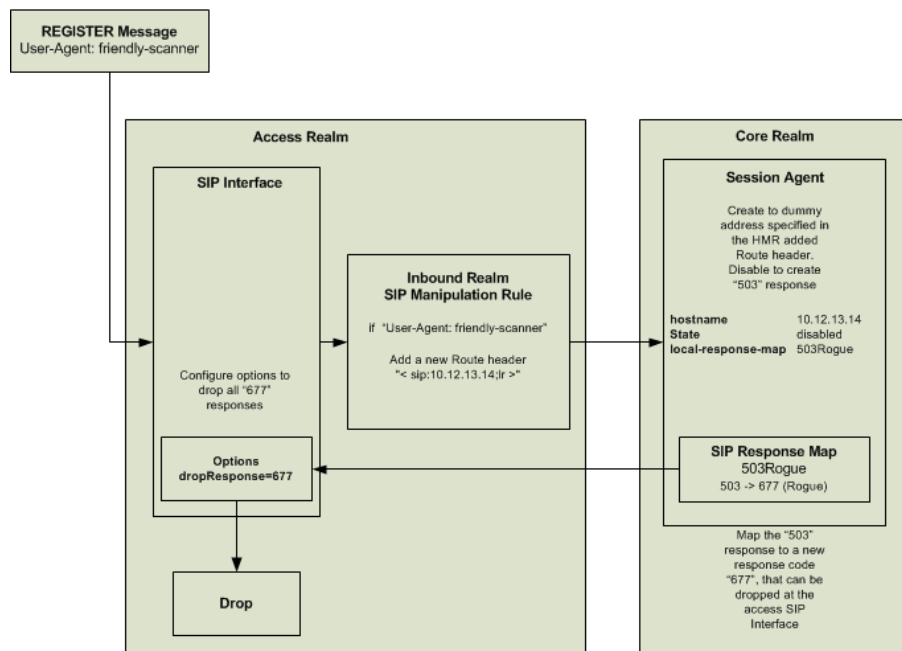 REGISTER Message
User-Agent: friendly-scanner
Access Realm
SIP Interface
Configure options to
drop all “677”
responses
Options
dropResponse=677
Drop
Inbound Realm
SIP Manipulation Rule
if “User-Agent: friendly-scanner”
Add a new Route header
"< sip:10.12.13.14;lr >"
Core Realm
Session Agent
Create to dummy
address specified in
the HMR added
Route header.
Disable to create
“503” response
hostname 10.12.13.14
State disabled
local-response-map 503Rogue
SIP Response Map
503Rogue
503 -> 677 (Rogue)
Map the “503”
response to a new
response code
“677”, that can be
dropped at the
access SIP
Interface